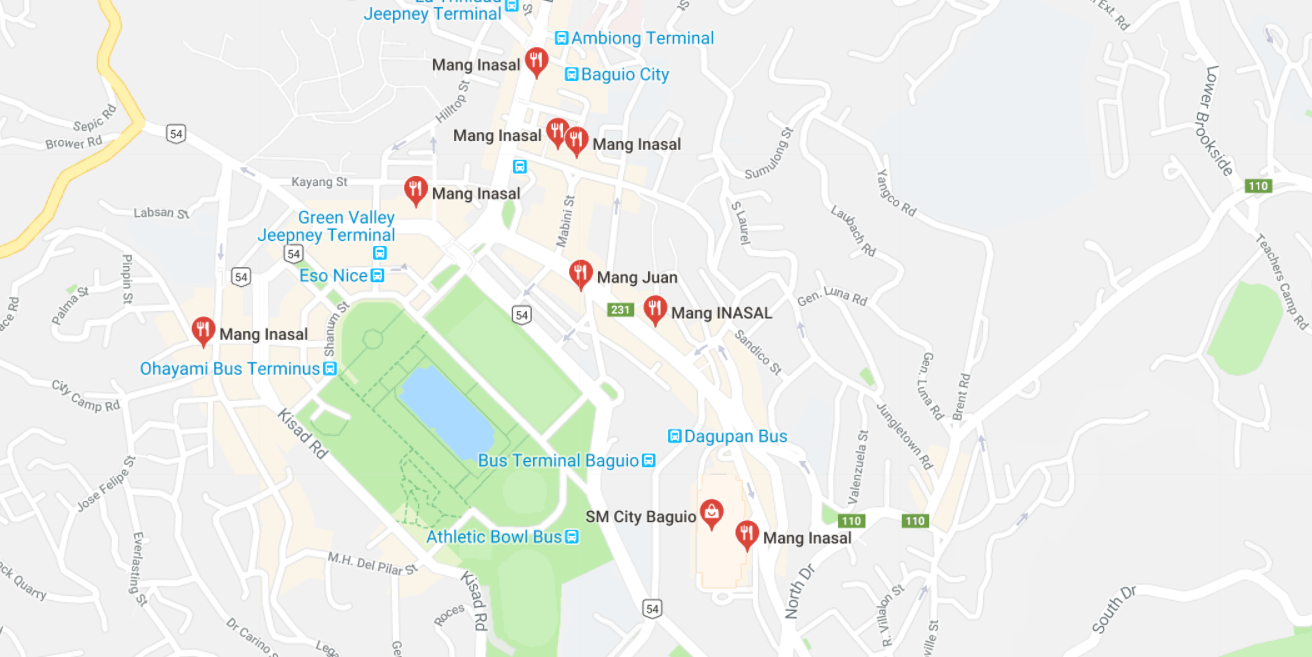 La Trinidad
Jeepney Terminal
Ext. Rd
Ambiong Terminal
Mang Inasal
Baguio City
Hilltop St
Lower Brookside
Sepic Rd
54
Brower Rd
Mang Inasal
Mang Inasal
Sumulong St
Kayang St
Mang Inasal
Yangco Rd
110
Labsan St
Green Valley
Jeepney Terminal
Mabini St
S Laurel
Laubach Rd
54
Eso Nice
54
Pinpin St
Palma St
Mang Juan
Teachers Camp Rd
Gen. Luna Rd
231
Mang INASAL
54
Shanum St
Mang Inasal
Sandico St
Ohayami Bus Terminus
Gen. Luna Rd
Brent Rd
City Camp Rd
Kisad Rd
Jungletown Rd
Dagupan Bus
Bus Terminal Baguio
Valenzuela St
Jose Felipe St
SM City Baguio
110
110
Athletic Bowl Bus
Mang Inasal
M.H. Del Pilar St
Everlasting St
ock Quarry
Kisad Rd
North Dr
R. Villalon St
South Dr
54
Roces
Dr Carino
Lega
ville St